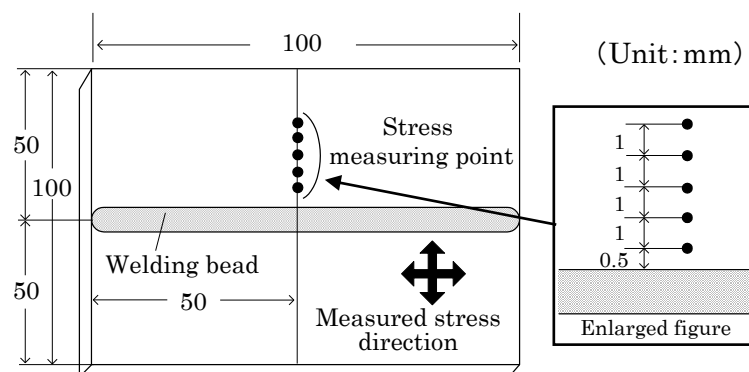 100
(Unit:mm)
50
100
50
Stress
measuring point
Welding bead
50
Measured stress
direction
1
1
1
1
0.5
Enlarged figure